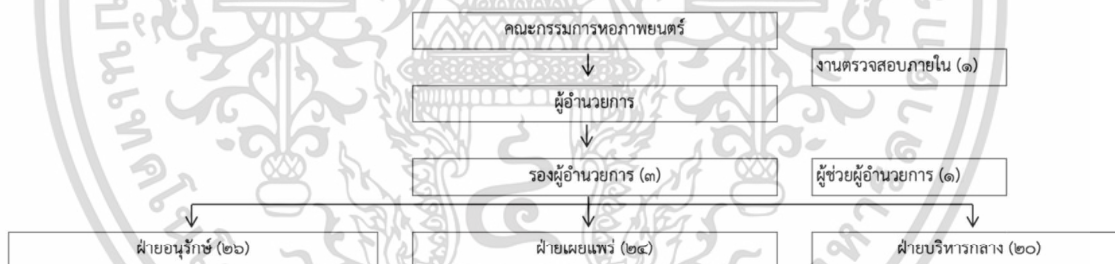 คณะกรรมการหอภาพยนตร์
งานตรวจสอบภายใน (๑)
ผู้อำนวยการ
รองผู้อำนวยการ (๓)
ผู้ช่วยผู้อำนวยการ (๑)
ฝ่ายอนุรักษ์ (๒๖)
ฝ่ายเผยแพร่ (๒๔)
ฝ่ายบริหารกลาง (๒๐)